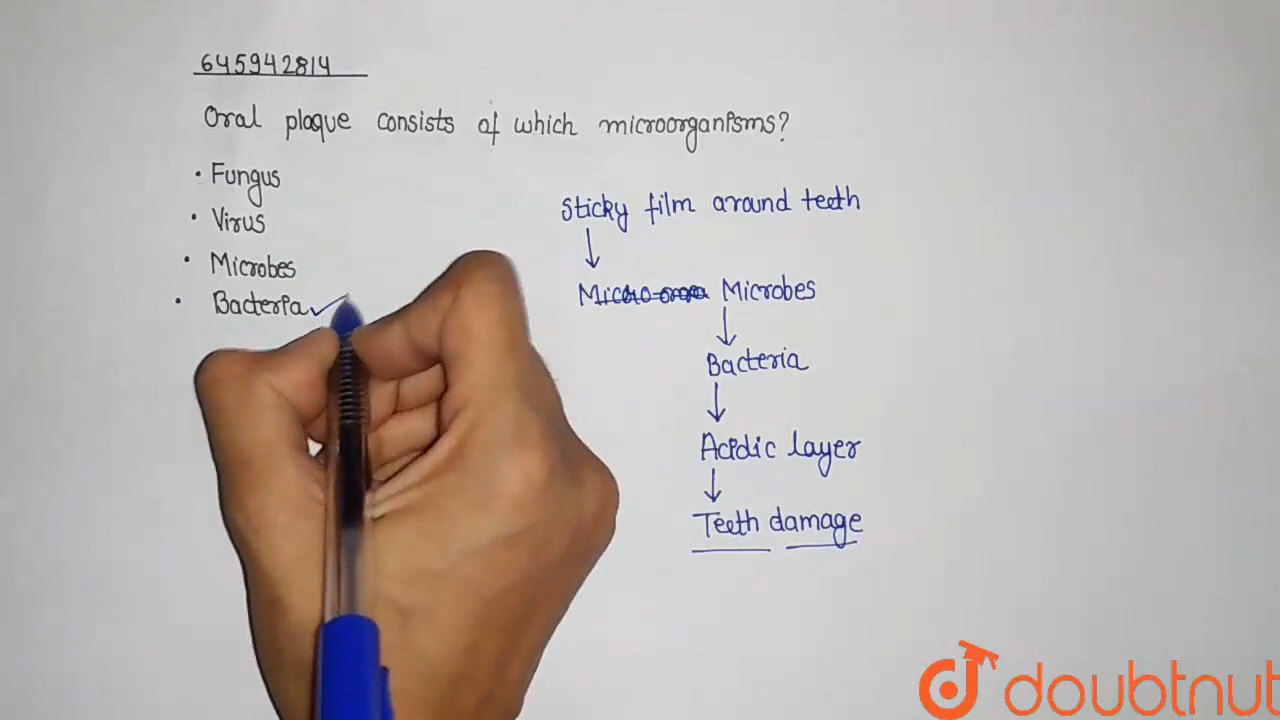 645942814
Oral plaque consists of which microorganisms?
• Fungus
• Virus
• Microbes
• Bacteria ✓
Sticky film around teeth
↓
Microbes
↓
Bacteria
↓
Acidic layer
↓
Teeth damage
doubtnut